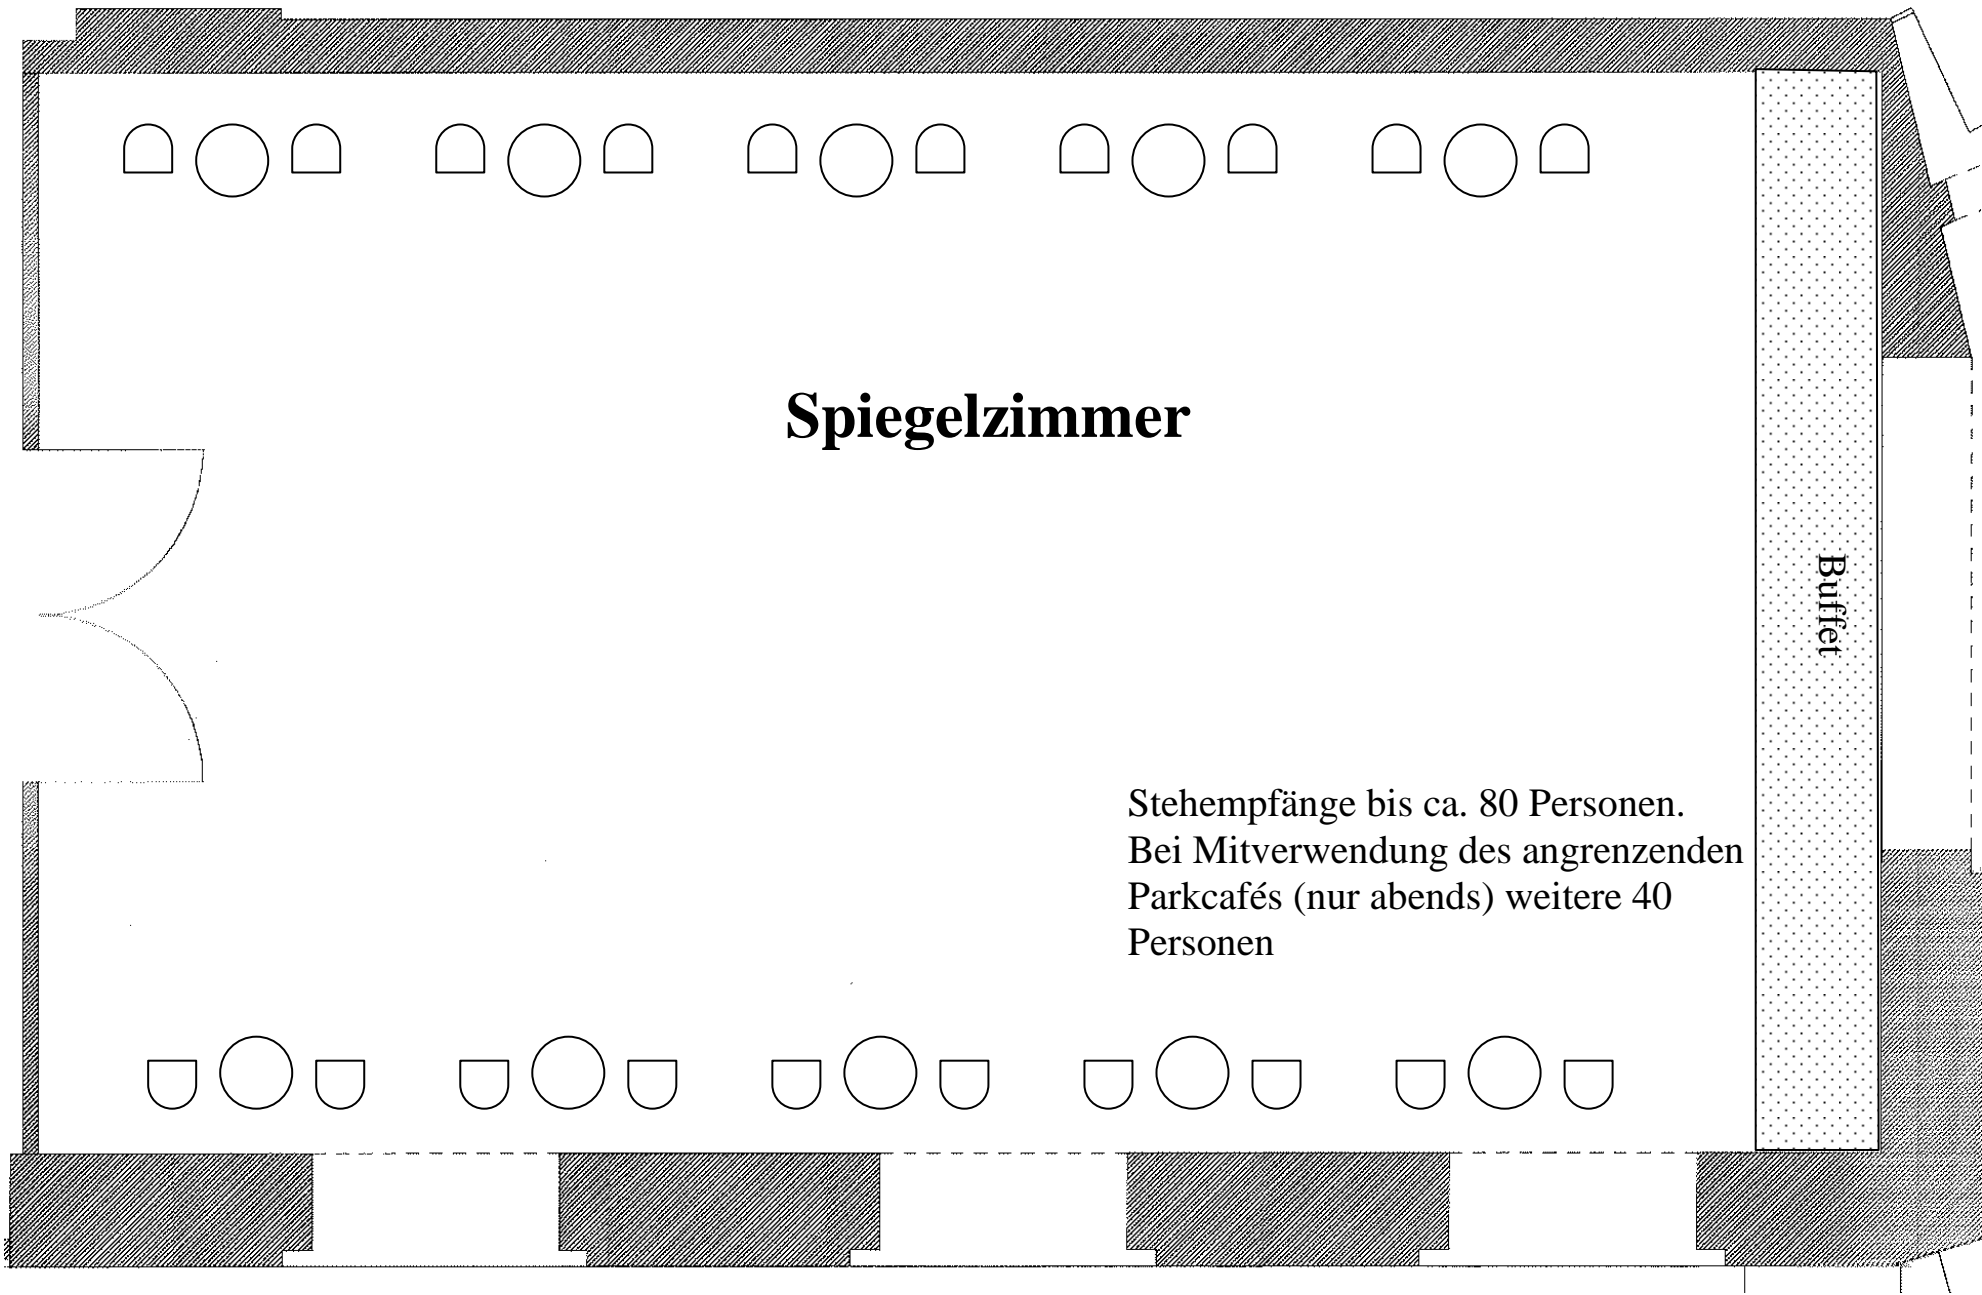 Spiegelzimmer
Buffet
Stehempfänge bis ca. 80 Personen.
Bei Mitverwendung des angrenzenden
Parkcafés (nur abends) weitere 40
Personen